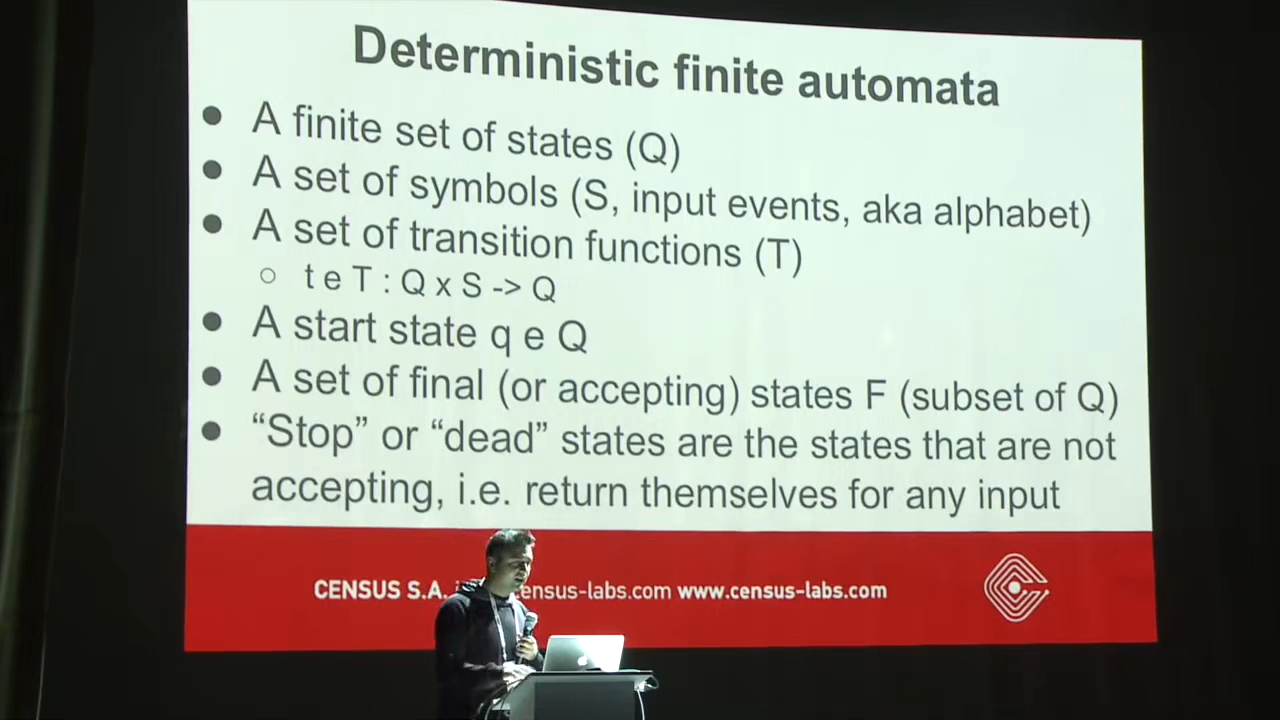 Deterministic finite automata
● A finite set of states (Q)
● A set of symbols (S, input events, aka alphabet)
● A set of transition functions (T)
○ t e T : Q x S -> Q
● A start state q e Q
● A set of final (or accepting) states F (subset of Q)
● “Stop” or “dead” states are the states that are not
accepting, i.e. return themselves for any input
CENSUS S.A. ensus-labs.com www.census-labs.com